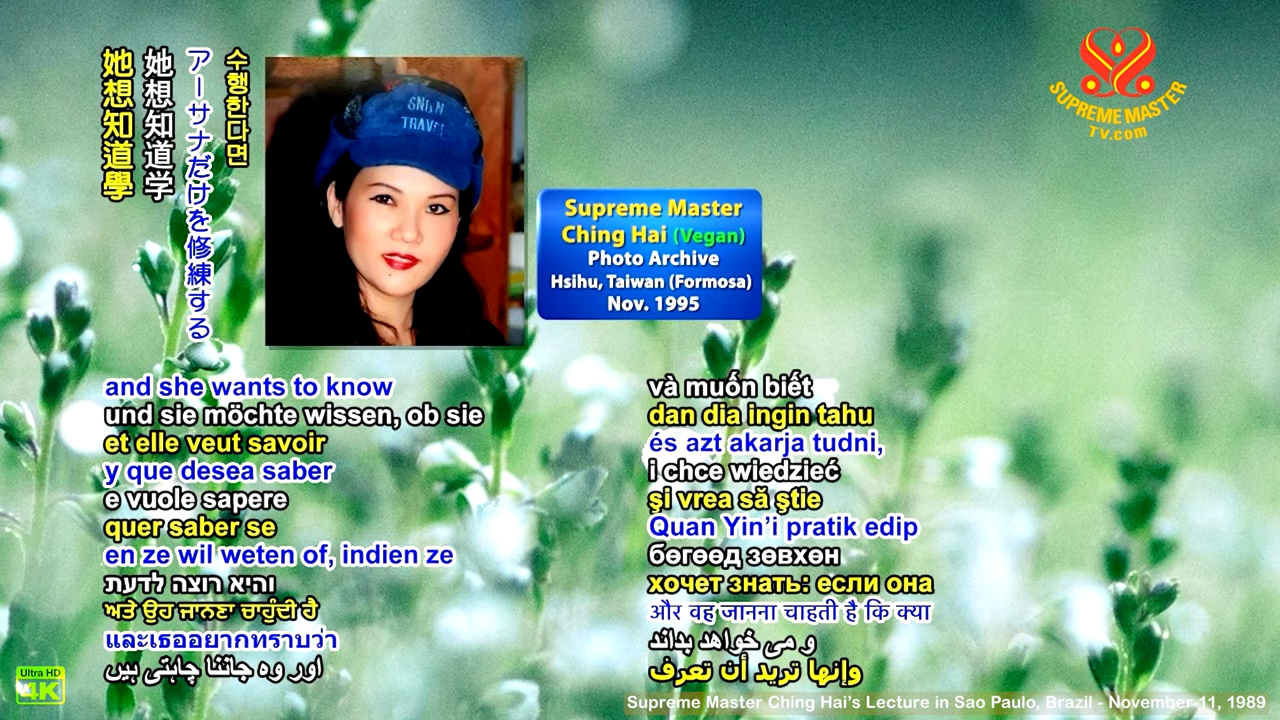 她想知道學
她想知道学
アーサナだけを修練する
수행한다면
SUPREME MASTER
TV.com
Supreme Master
Ching Hai (Vegan)
Photo Archive
Hsihu, Taiwan (Formosa)
Nov. 1995
and she wants to know
und sie möchte wissen, ob sie
et elle veut savoir
y que desea saber
e vuole sapere
quer saber se
en ze wil weten of, indien ze
והיא רוצה לדעת
ਅਤੇ ਉਹ ਜਾਨਣਾ ਚਾਹੁੰਦੀ ਹੈ
และเธออยากทราบว่า
اور وہ جاننا چاہتی ہیں
và muốn biết
dan dia ingin tahu
és azt akarja tudni,
i chce wiedzieć
şi vrea să ştie
Quan Yin'i pratik edip
бөгөөд зөвхөн
хочет знать: если она
और वह जानना चाहती है कि क्या
و می خواهد بداند
وإنها تريد أن تعرف
Ultra HD
4K
Supreme Master Ching Hai's Lecture in Sao Paulo, Brazil - November 11, 1989